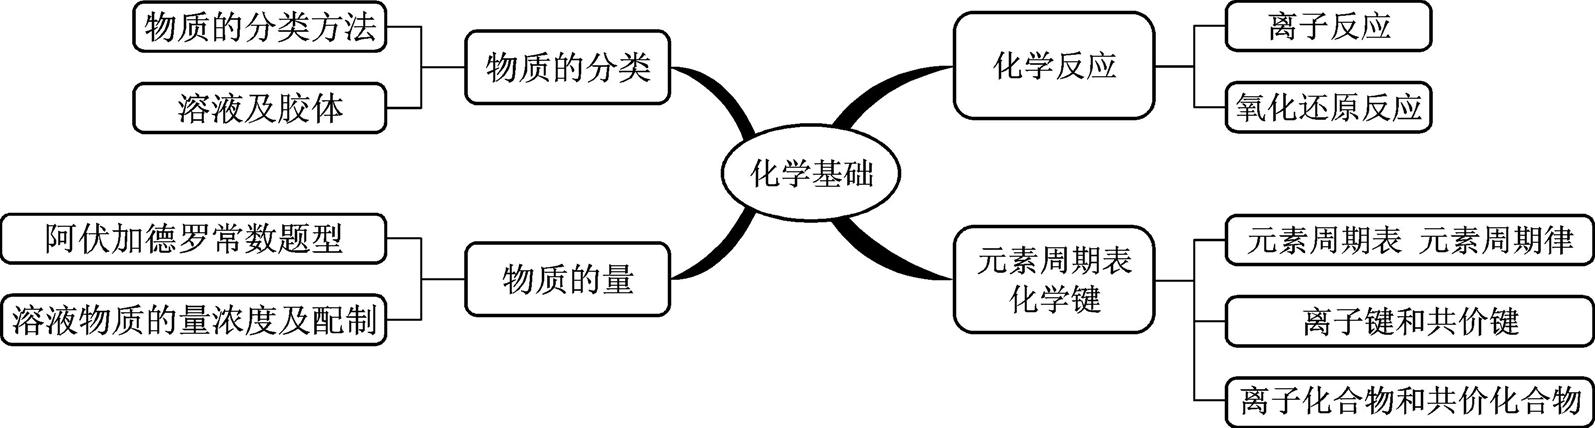 物质的分类方法
物质的分类
溶液及胶体
化学反应
离子反应
氧化还原反应
化学基础
阿伏加德罗常数题型
物质的量
溶液物质的量浓度及配制
元素周期表
化学键
元素周期表 元素周期律
离子键和共价键
离子化合物和共价化合物